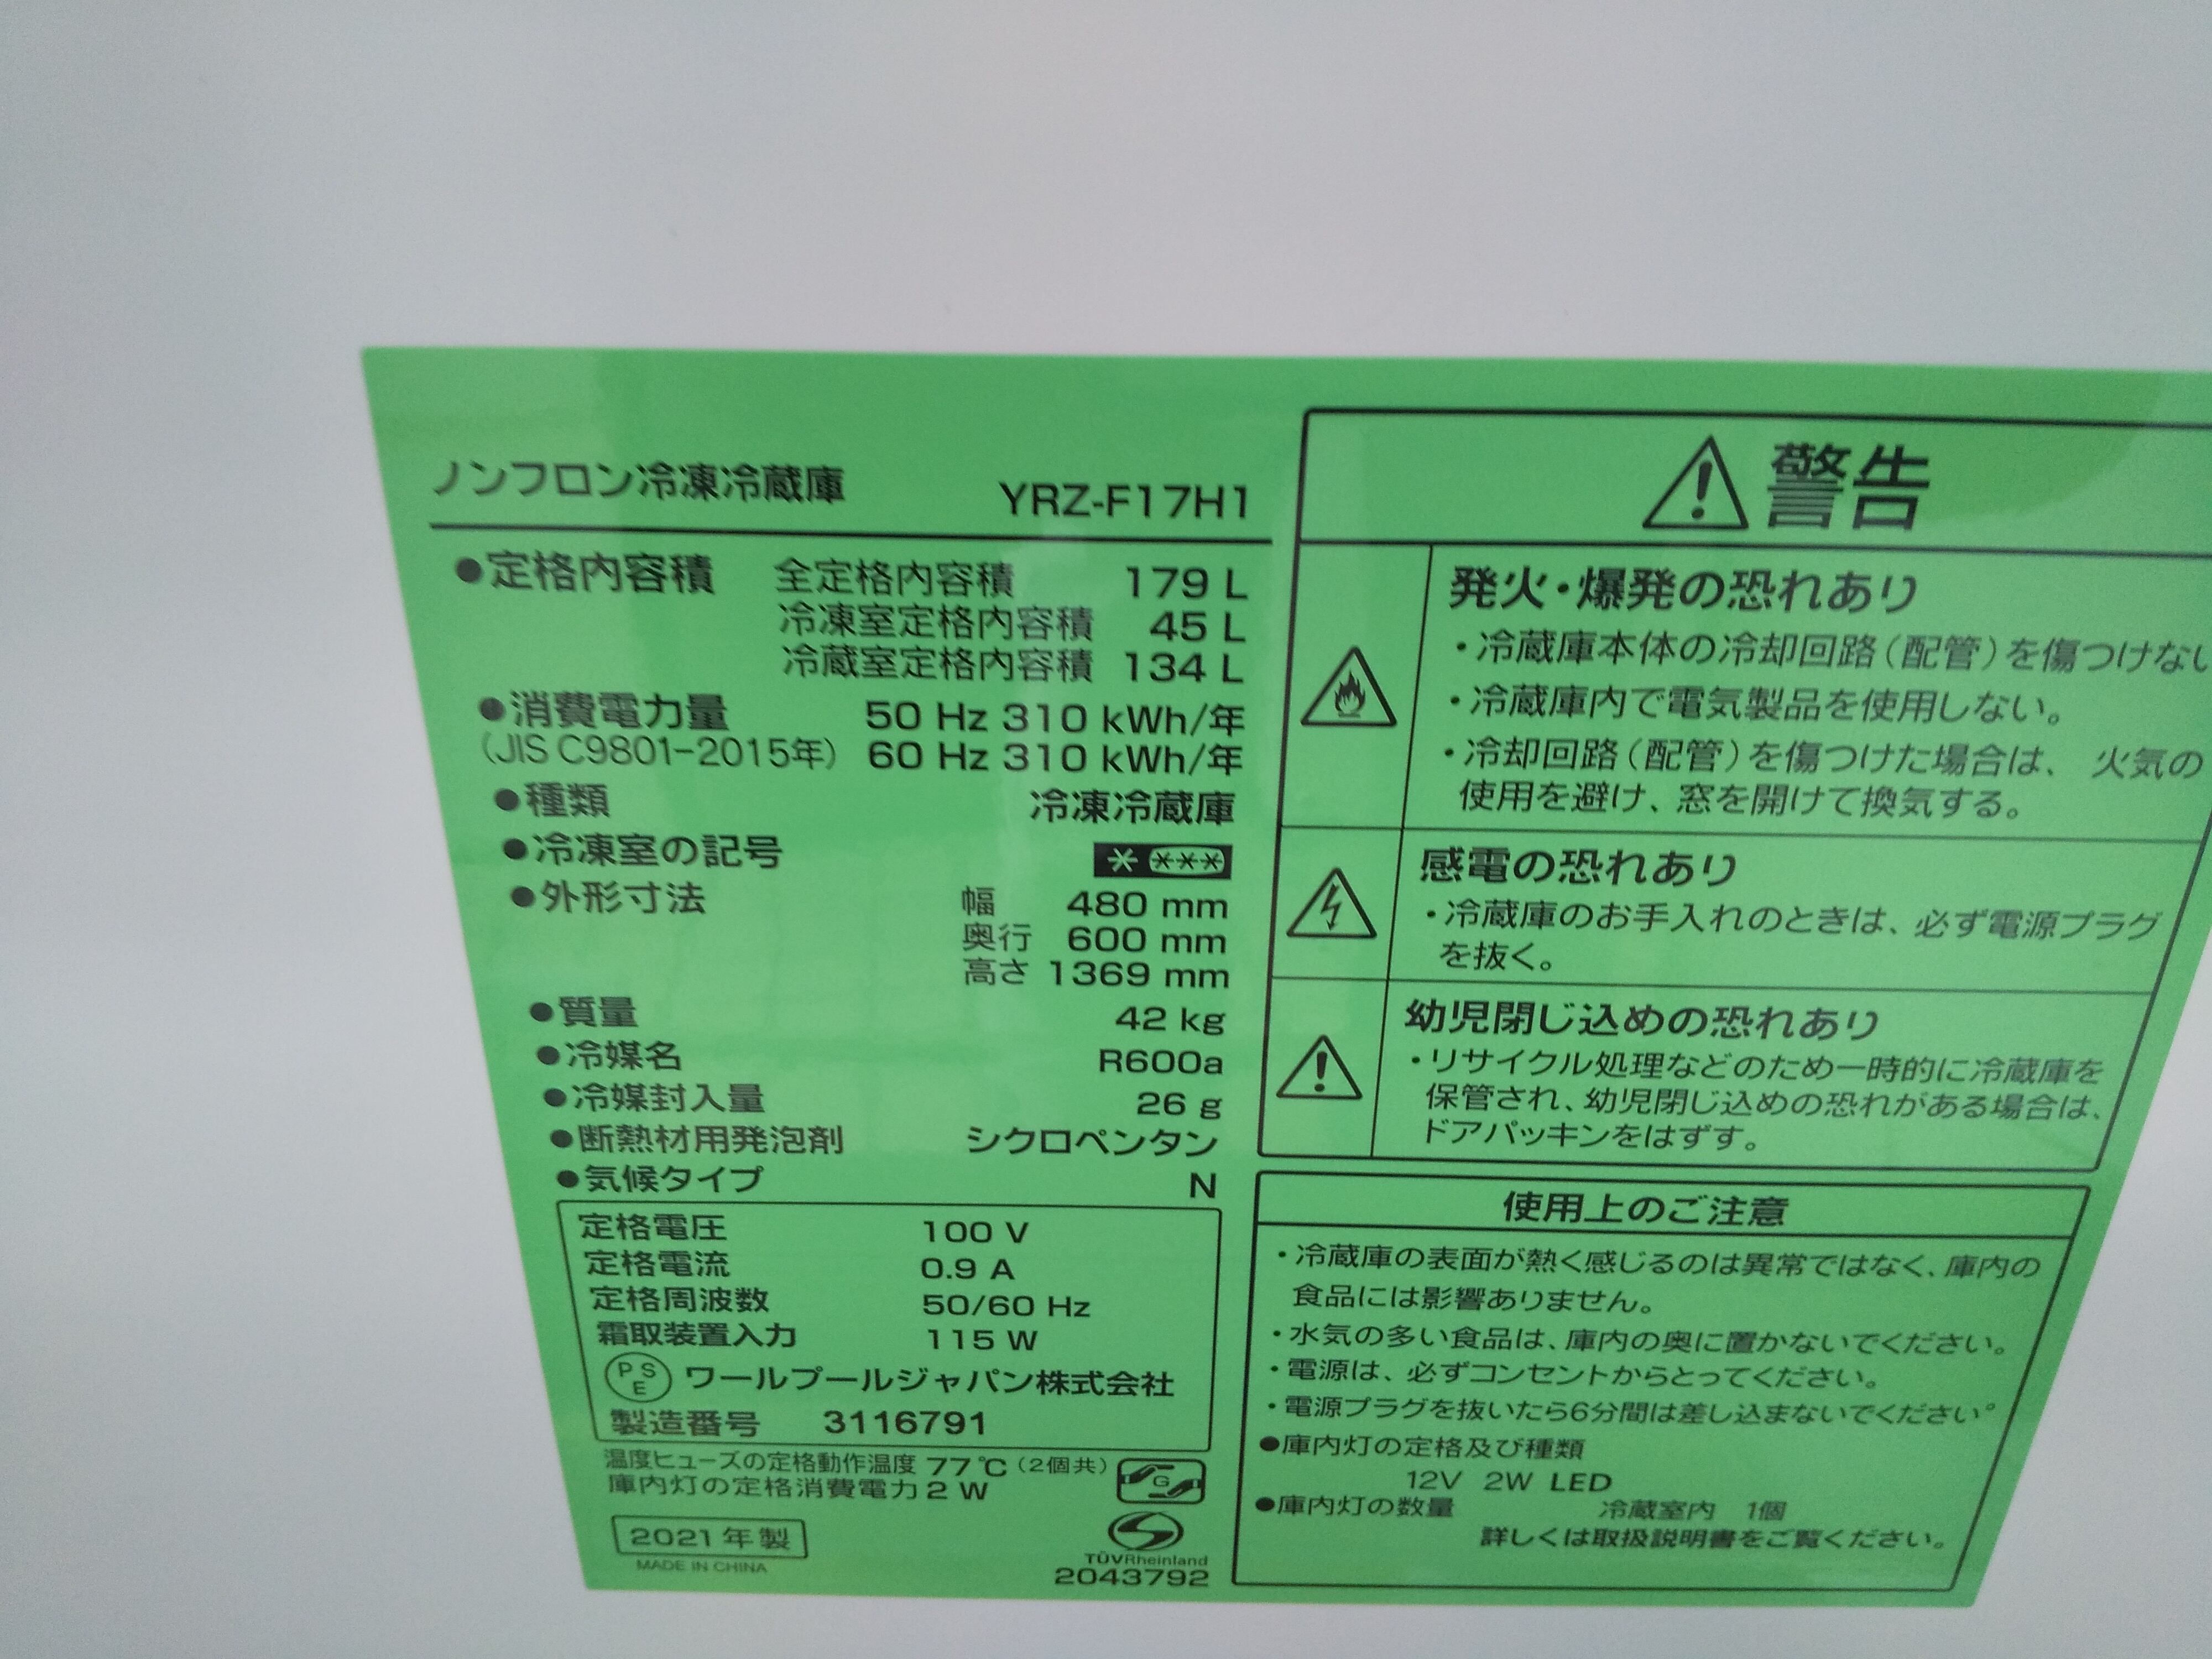 ノンフロン冷凍冷蔵庫 YRZ-F17H1
●定格内容積 全定格内容積 179 L
冷凍室定格内容積 45 L
冷蔵室定格内容積 134 L
●消費電力量 50 Hz 310 kWh/年
(JIS C9801-2015年) 60 Hz 310 kWh/年
●種類 冷凍冷蔵庫
●冷凍室の記号 * ***
●外形寸法 幅 480 mm
奥行 600 mm
高さ 1369 mm
●質量 42 kg
●冷媒名 R600a
●冷媒封入量 26 g
●断熱材用発泡剤 シクロペンタン
●気候タイプ N
定格電圧 100 V
定格電流 0.9 A
定格周波数 50/60 Hz
霜取装置入力 115 W
PSE ワールプールジャパン株式会社
製造番号 3116791
温度ヒューズの定格動作温度 77℃(2個共)
庫内灯の定格消費電力 2 W
G
2021年製
MADE IN CHINA
TÜVRheinland
2043792
警告
発火・爆発の恐れあり
・冷蔵庫本体の冷却回路(配管)を傷つけない
・冷蔵庫内で電気製品を使用しない。
・冷却回路(配管)を傷つけた場合は、火気の
使用を避け、窓を開けて換気する。
感電の恐れあり
・冷蔵庫のお手入れのときは、必ず電源プラグ
を抜く。
幼児閉じ込めの恐れあり
・リサイクル処理などのため一時的に冷蔵庫を
保管され、幼児閉じ込めの恐れがある場合は、
ドアパッキンをはずす。
使用上のご注意
・冷蔵庫の表面が熱く感じるのは異常ではなく、庫内の
食品には影響ありません。
・水気の多い食品は、庫内の奥に置かないでください。
・電源は、必ずコンセントからとってください。
・電源プラグを抜いたら6分間は差し込まないでください。
●庫内灯の定格及び種類
12V 2W LED
●庫内灯の数量 冷蔵室内 1個
詳しくは取扱説明書をご覧ください。